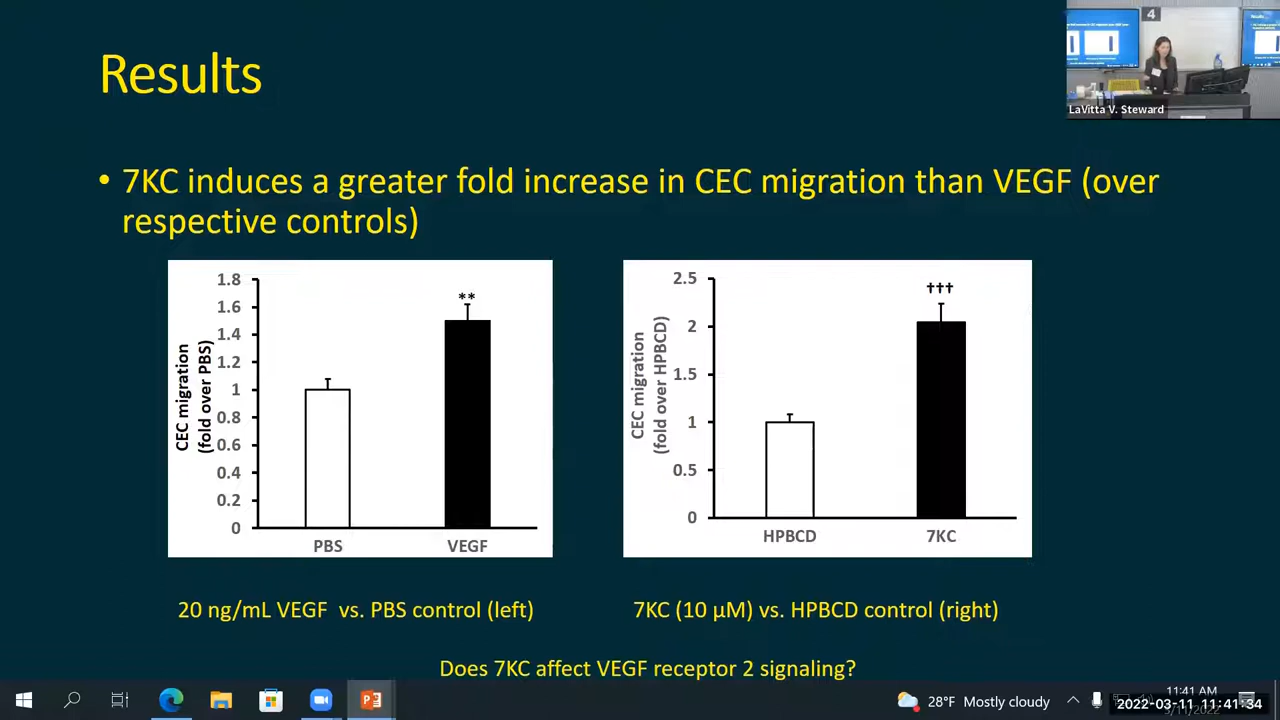 Results
4
LaVitta V. Steward
• 7KC induces a greater fold increase in CEC migration than VEGF (over
respective controls)
CEC migration
(fold over PBS)
1.8
1.6
1.4
1.2
1
0.8
0.6
0.4
0.2
0
**
PBS
VEGF
CEC migration
(fold over HPBCD)
2.5
2
1.5
1
0.5
0
†††
HPBCD
7KC
20 ng/mL VEGF vs. PBS control (left)
7KC (10 µM) vs. HPBCD control (right)
Does 7KC affect VEGF receptor 2 signaling?
28°F Mostly cloudy
11:41 AM
2022-03-11 11:41:34